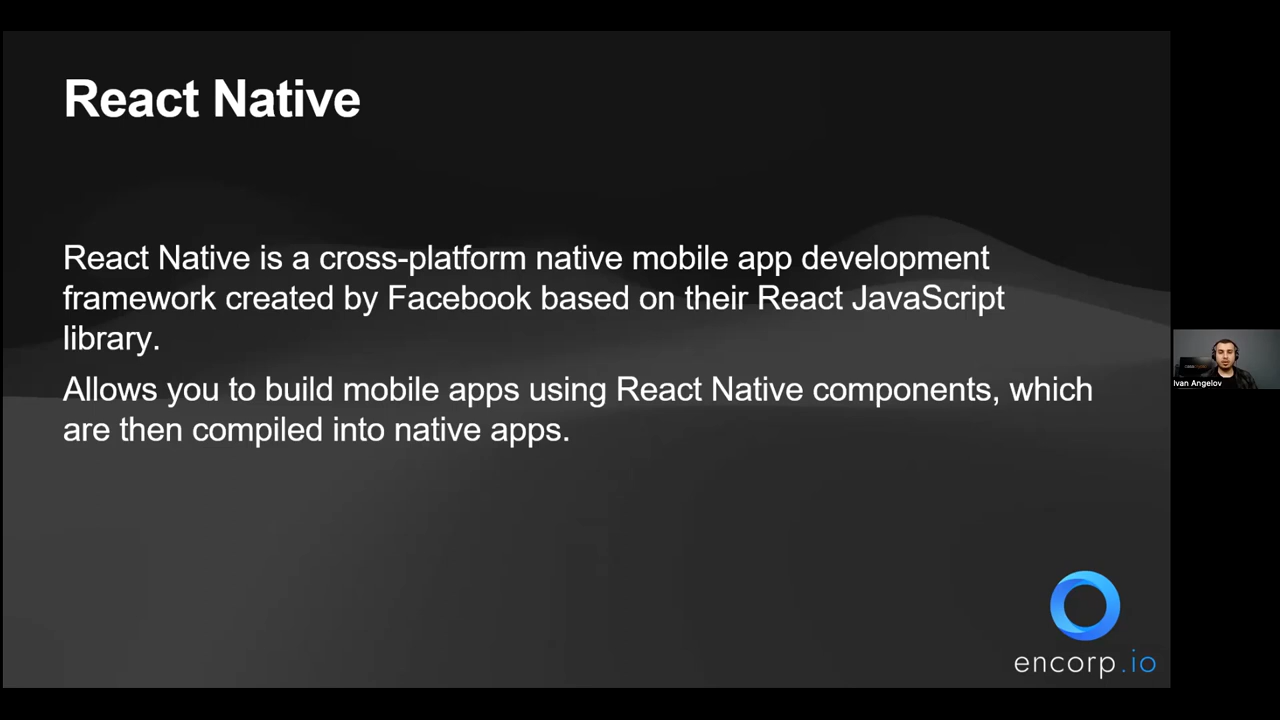 React Native
React Native is a cross-platform native mobile app development
framework created by Facebook based on their React JavaScript
library.
Allows you to build mobile apps using React Native components, which
are then compiled into native apps.
Ivan Angelov
encorp.io